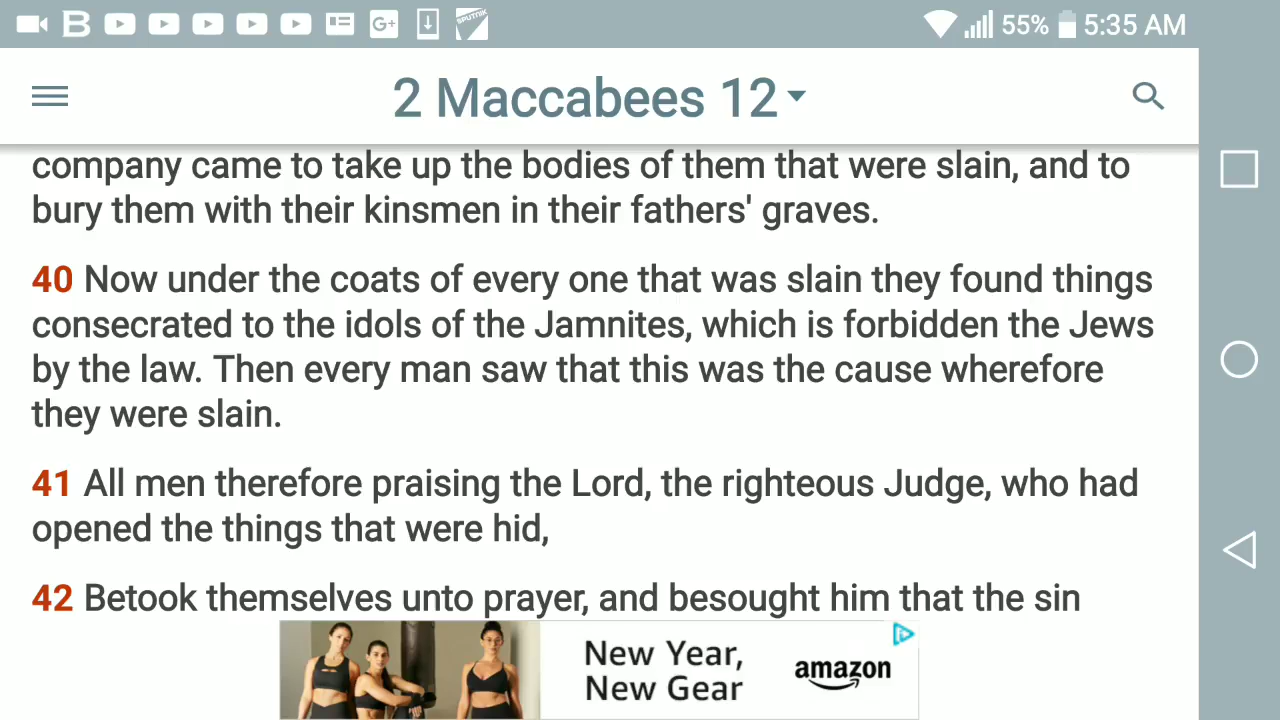 B G+ SPUTNIK 55% 5:35 AM
2 Maccabees 12
company came to take up the bodies of them that were slain, and to
bury them with their kinsmen in their fathers' graves.
40 Now under the coats of every one that was slain they found things
consecrated to the idols of the Jamnites, which is forbidden the Jews
by the law. Then every man saw that this was the cause wherefore
they were slain.
41 All men therefore praising the Lord, the righteous Judge, who had
opened the things that were hid,
42 Betook themselves unto prayer, and besought him that the sin
New Year,
New Gear
amazon